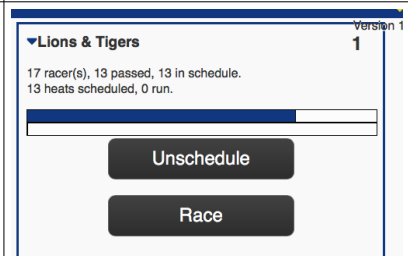 Version 1
Lions & Tigers 1
17 racer(s), 13 passed, 13 in schedule.
13 heats scheduled, 0 run.
Unschedule
Race